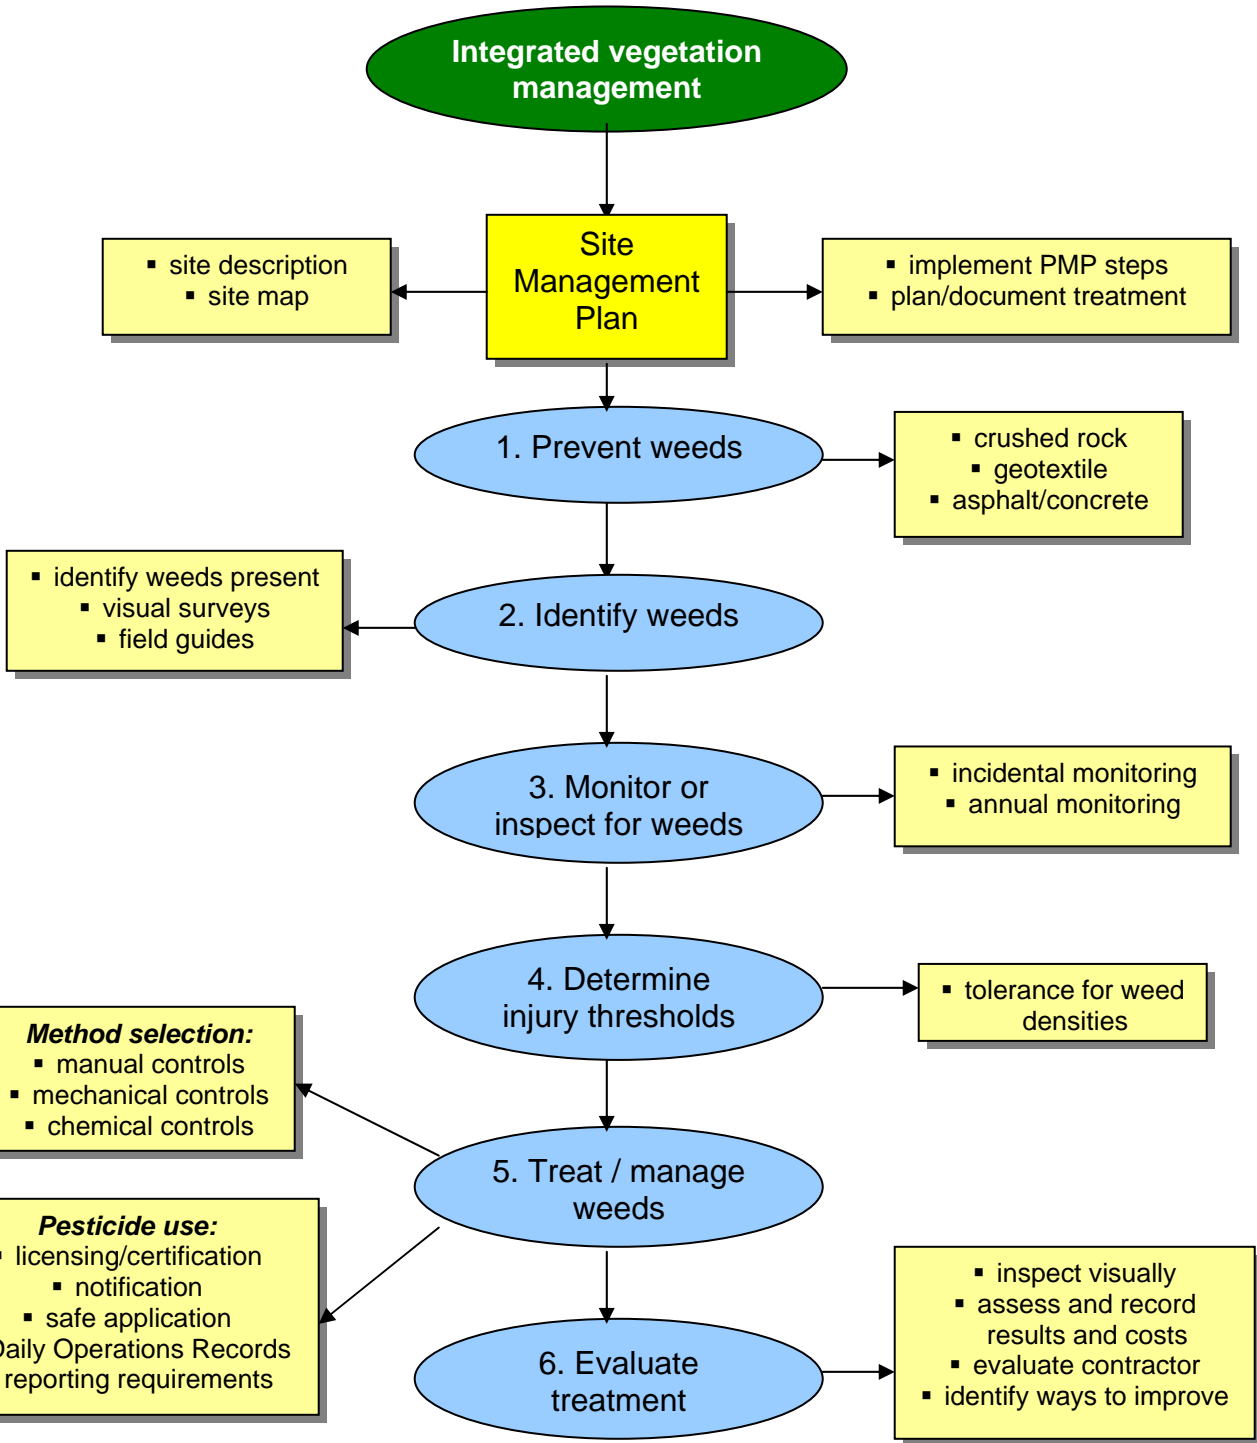 Integrated vegetation
management
Site
Management
Plan
▪ site description
▪ site map
▪ implement PMP steps
▪ plan/document treatment
1. Prevent weeds
▪ crushed rock
▪ geotextile
▪ asphalt/concrete
2. Identify weeds
▪ identify weeds present
▪ visual surveys
▪ field guides
3. Monitor or
inspect for weeds
▪ incidental monitoring
▪ annual monitoring
4. Determine
injury thresholds
▪ tolerance for weed
densities
Method selection:
▪ manual controls
▪ mechanical controls
▪ chemical controls
5. Treat / manage
weeds
Pesticide use:
▪ licensing/certification
▪ notification
▪ safe application
Daily Operations Records
reporting requirements
6. Evaluate
treatment
▪ inspect visually
▪ assess and record
results and costs
▪ evaluate contractor
▪ identify ways to improve